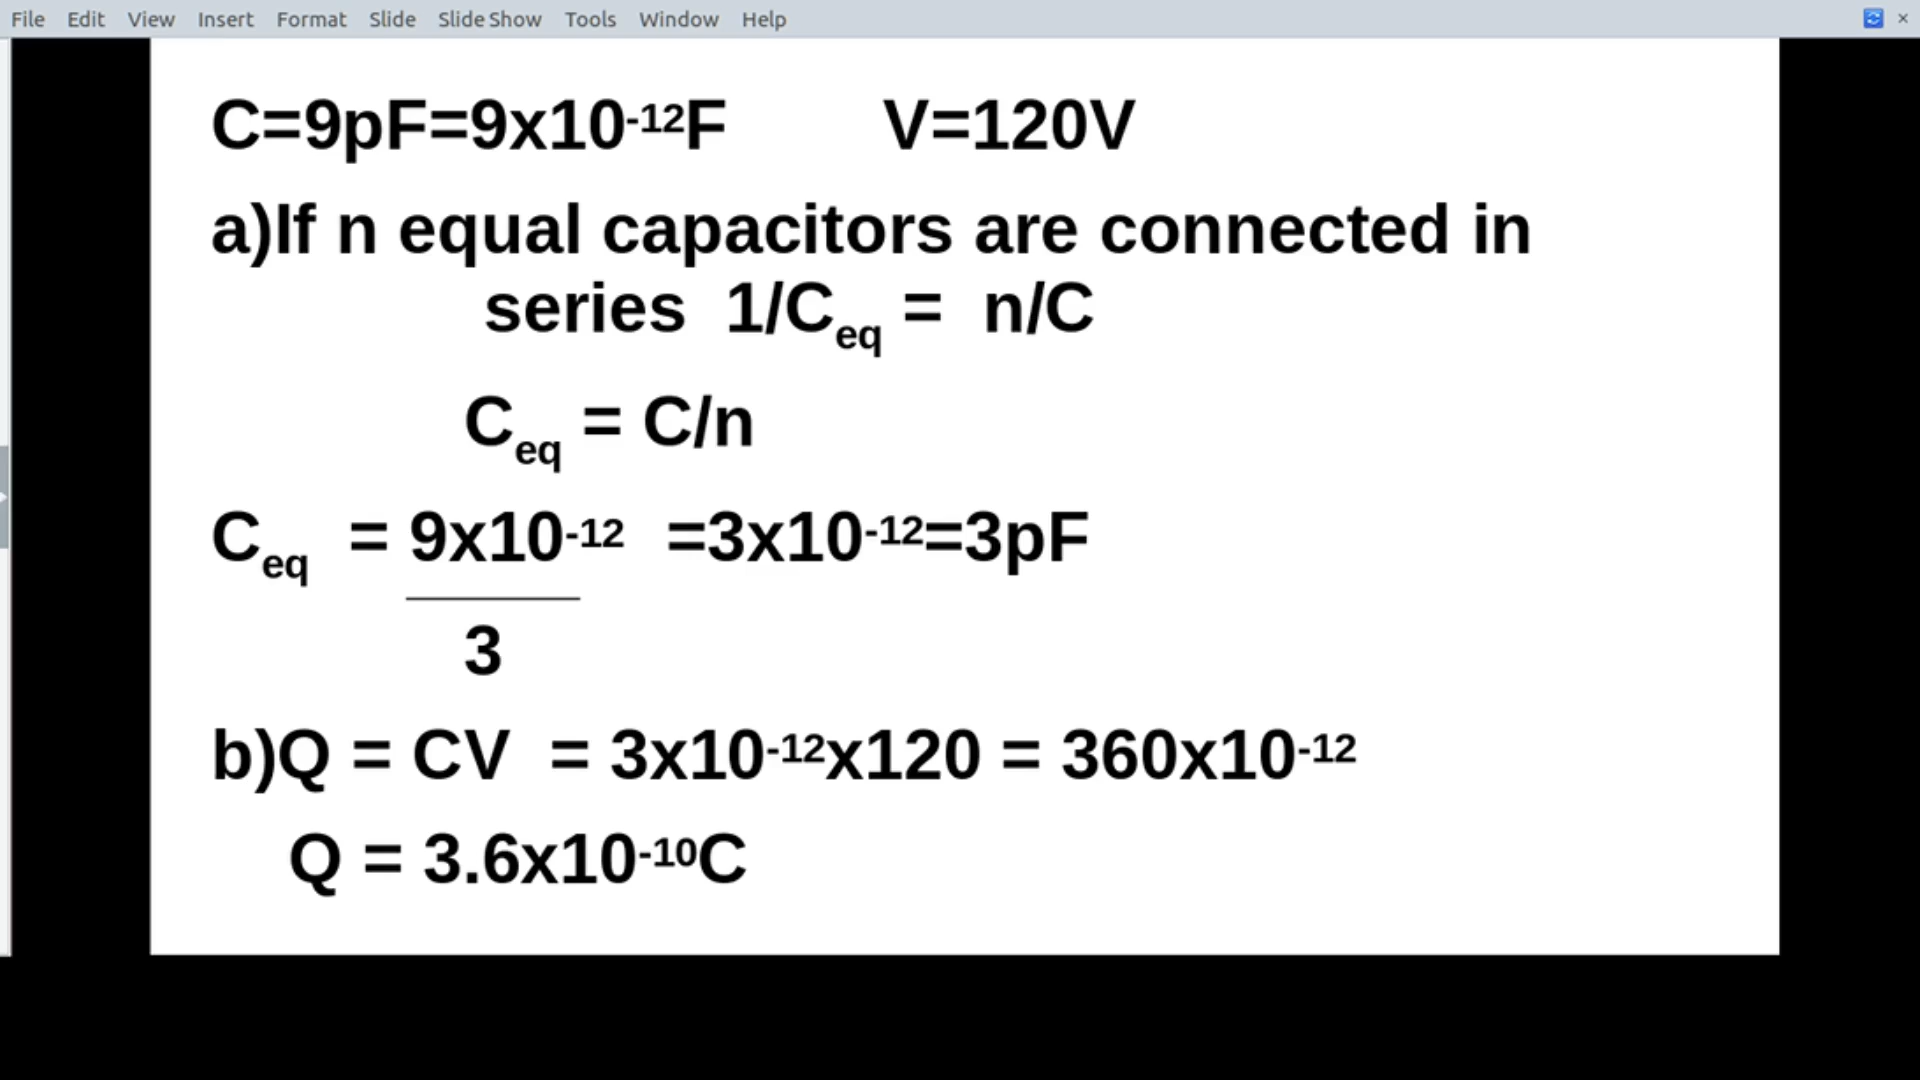 File Edit View Insert Format Slide Slide Show Tools Window Help
C=9pF=9x10⁻¹²F V=120V
a)If n equal capacitors are connected in
series 1/Ceq = n/C
Ceq = C/n
Ceq = 9x10⁻¹² =3x10⁻¹²=3pF
3
b)Q = CV = 3x10⁻¹²x120 = 360x10⁻¹²
Q = 3.6x10⁻¹⁰C